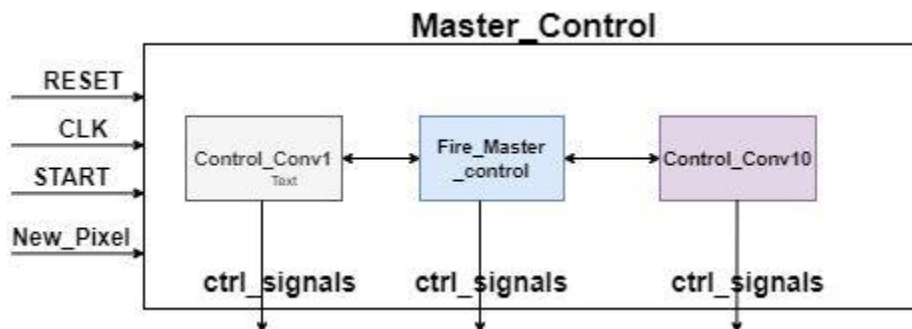 Master_Control
RESET
CLK
START
New_Pixel
Control_Conv1
Text
Fire_Master
_control
Control_Conv10
ctrl_signals
ctrl_signals
ctrl_signals